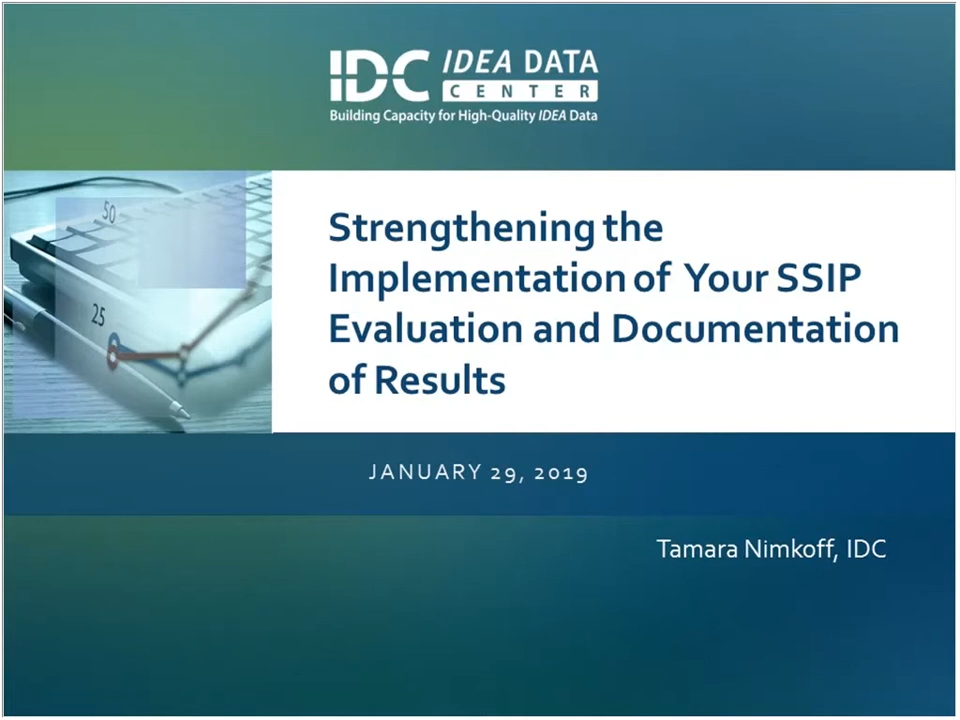 IDC IDEA DATA
CENTER
Building Capacity for High-Quality IDEA Data
50
25
Strengthening the
Implementation of Your SSIP
Evaluation and Documentation
of Results
JANUARY 29, 2019
Tamara Nimkoff, IDC